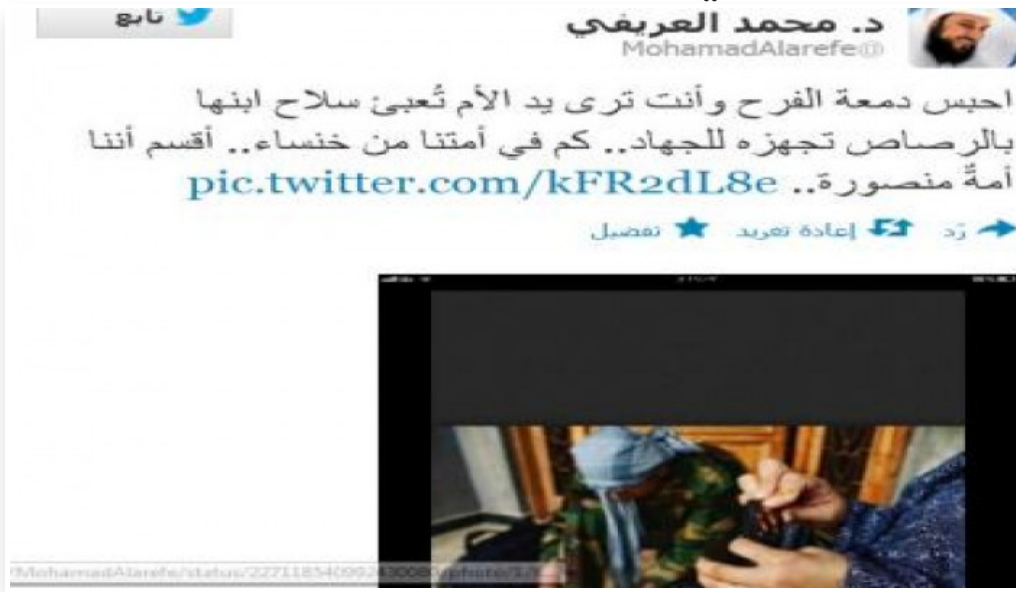 تابع
د. محمد العريفي
@MohamadAlarefe
احبس دمعة الفرح وأنت ترى يد الأم تُعبئ سلاح ابنها
بالرصاص تجهزه للجهاد.. كم في أمتنا من خنساء.. أقسم أننا
أمةٌ منصورة.. pic.twitter.com/kFR2dL8e
رُد إعادة تغريد تفضيل